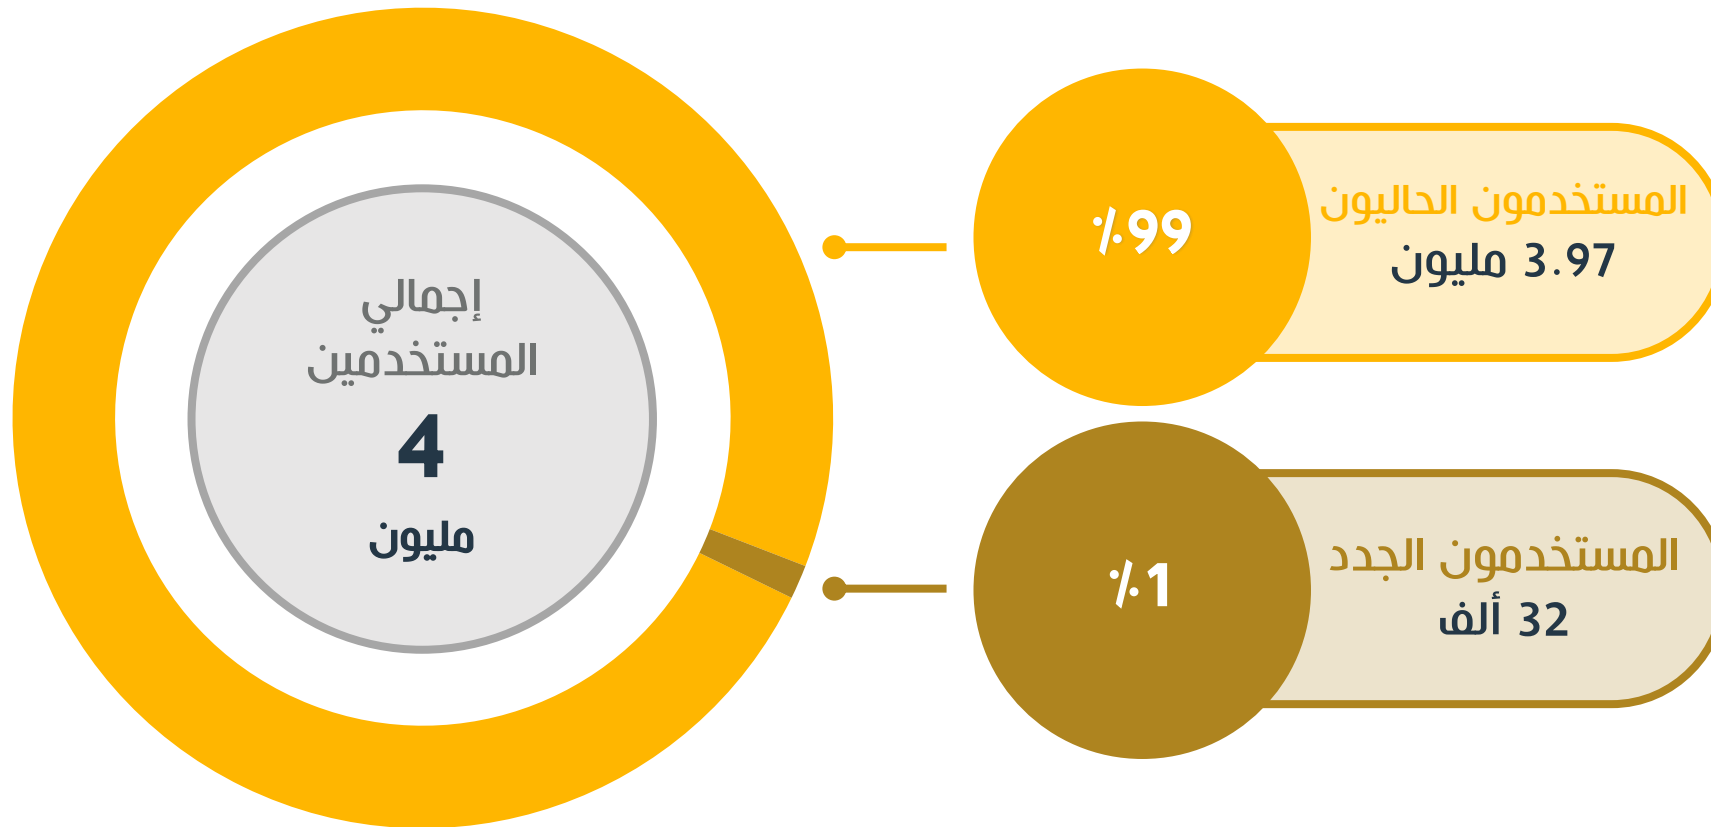 إجمالي
المستخدمين
4
مليون
%99
المستخدمون الحاليون
3.97 مليون
%1
المستخدمون الجدد
32 ألف